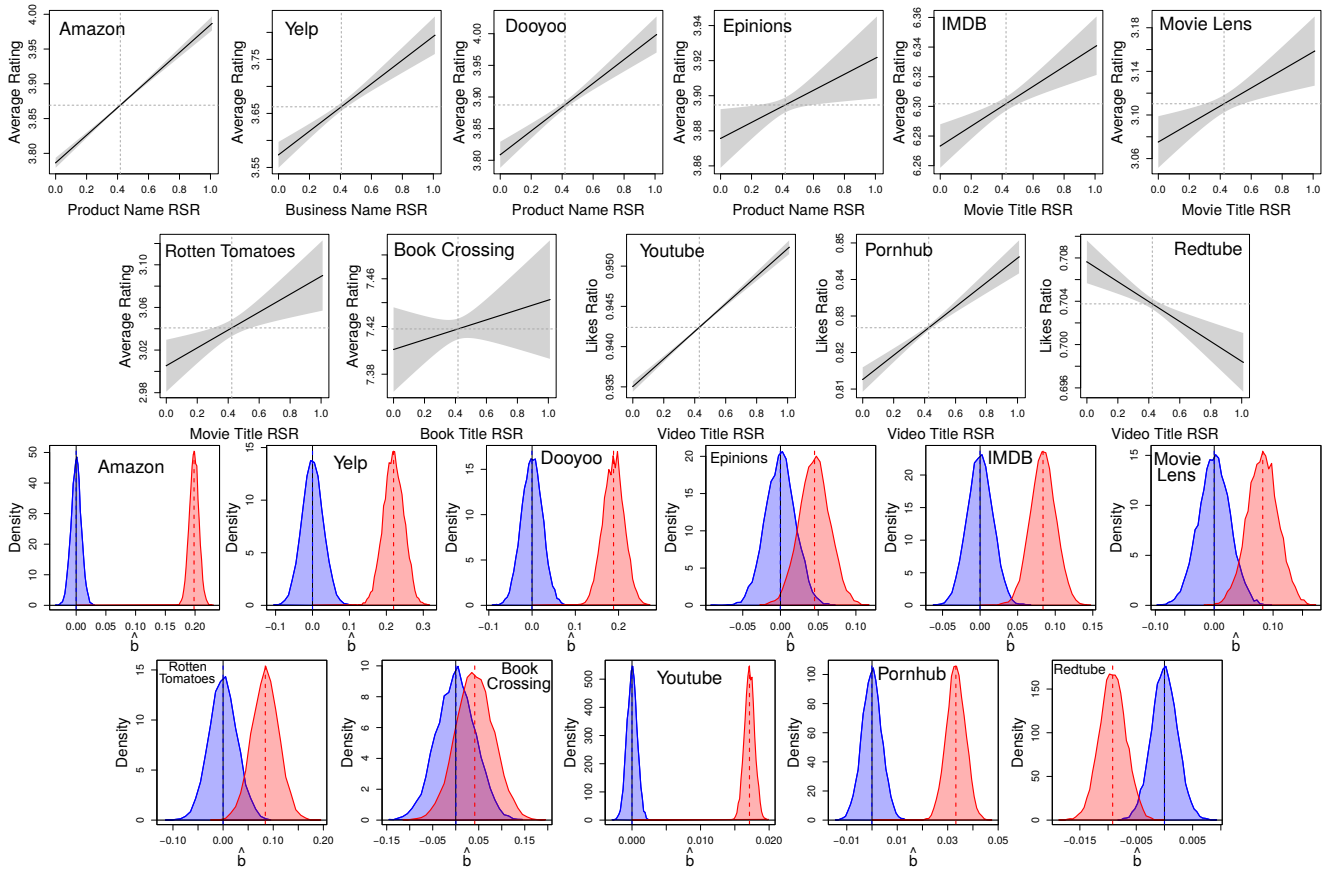 Amazon
Average Rating
4.00
3.95
3.90
3.85
3.80
0.0 0.2 0.4 0.6 0.8 1.0
Product Name RSR
Yelp
Average Rating
3.75
3.65
3.55
0.0 0.2 0.4 0.6 0.8 1.0
Business Name RSR
Dooyoo
Average Rating
4.00
3.95
3.90
3.85
3.80
0.0 0.2 0.4 0.6 0.8 1.0
Product Name RSR
Epinions
Average Rating
3.94
3.92
3.90
3.88
3.86
0.0 0.2 0.4 0.6 0.8 1.0
Product Name RSR
IMDB
Average Rating
6.36
6.34
6.32
6.30
6.28
6.26
0.0 0.2 0.4 0.6 0.8 1.0
Movie Title RSR
Movie Lens
Average Rating
3.18
3.14
3.10
3.06
0.0 0.2 0.4 0.6 0.8 1.0
Movie Title RSR
Rotten Tomatoes
Average Rating
3.10
3.06
3.02
2.98
0.0 0.2 0.4 0.6 0.8 1.0
Movie Title RSR
Book Crossing
Average Rating
7.46
7.42
7.38
0.0 0.2 0.4 0.6 0.8 1.0
Book Title RSR
Youtube
Likes Ratio
0.950
0.945
0.940
0.935
0.0 0.2 0.4 0.6 0.8 1.0
Video Title RSR
Pornhub
Likes Ratio
0.85
0.84
0.83
0.82
0.81
0.0 0.2 0.4 0.6 0.8 1.0
Video Title RSR
Redtube
Likes Ratio
0.708
0.704
0.700
0.696
0.0 0.2 0.4 0.6 0.8 1.0
Video Title RSR
Amazon
Density
50
40
30
20
10
0
0.00 0.05 0.10 0.15 0.20
b̂
Yelp
Density
15
10
5
0
−0.1 0.0 0.1 0.2 0.3
b̂
Dooyoo
Density
15
10
5
0
−0.1 0.0 0.1 0.2
b̂
Epinions
Density
20
15
10
5
0
−0.05 0.00 0.05 0.10
b̂
IMDB
Density
20
15
10
5
0
−0.05 0.00 0.05 0.10 0.15
b̂
Movie
Lens
Density
15
10
5
0
−0.10 0.00 0.10
b̂
Rotten
Tomatoes
Density
15
10
5
0
−0.10 0.00 0.10 0.20
b̂
Book
Crossing
Density
10
8
6
4
2
0
−0.15 −0.05 0.05 0.15
b̂
Youtube
Density
500
400
300
200
100
0
0.000 0.010 0.020
b̂
Pornhub
Density
100
80
60
40
20
0
−0.01 0.01 0.03 0.05
b̂
Redtube
Density
150
100
50
0
−0.015 −0.005 0.005
b̂